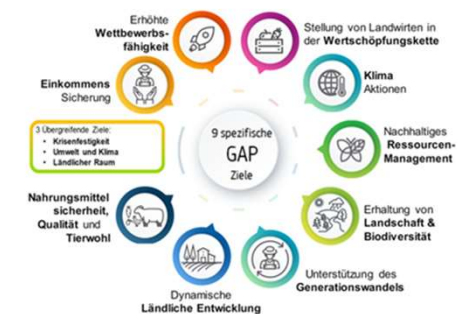 Erhöhte
Wettbewerbs-
fähigkeit
Stellung von Landwirten in
der Wertschöpfungskette
Einkommens
Sicherung
Klima
Aktionen
3 Übergreifende Ziele:
• Krisenfestigkeit
• Umwelt und Klima
• Ländlicher Raum
9 spezifische
GAP
Ziele
Nachhaltiges
Ressourcen-
Management
Nahrungsmittel
sicherheit,
Qualität und
Tierwohl
Erhaltung von
Landschaft &
Biodiversität
Dynamische
Ländliche Entwicklung
Unterstützung des
Generationswandels